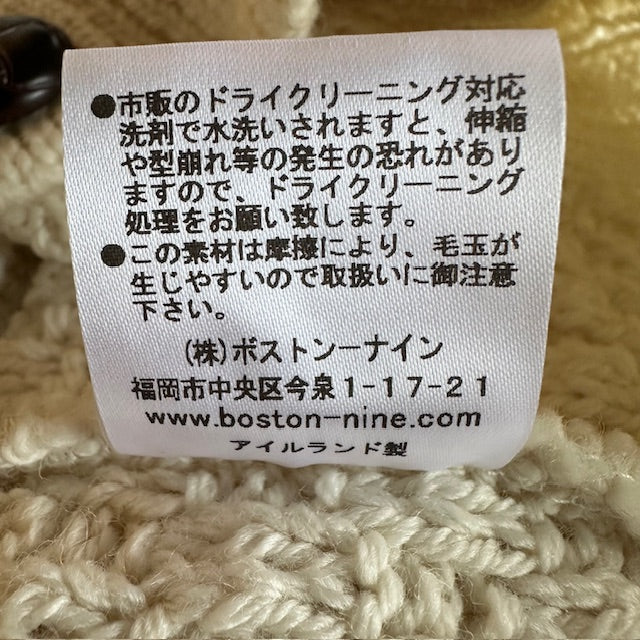 ●市販のドライクリーニング対応
洗剤で水洗いされますと、伸縮
や型崩れ等の発生の恐れがあり
ますので、ドライクリーニング
処理をお願い致します。
●この素材は摩擦により、毛玉が
生じやすいので取扱いに御注意
下さい。
(株)ボストンーナイン
福岡市中央区今泉1-17-21
www.boston-nine.com
アイルランド製